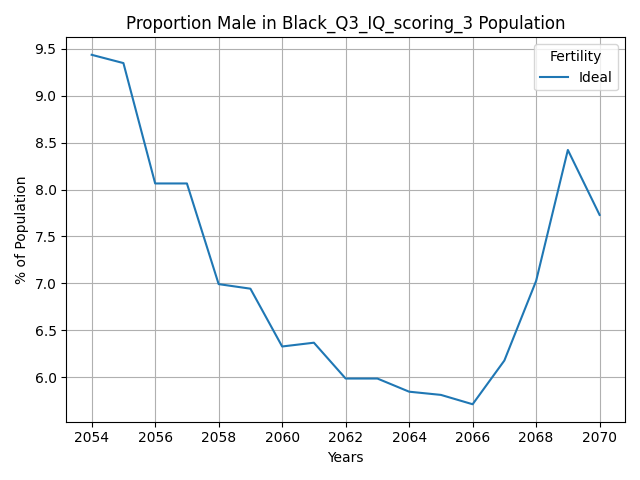 Proportion Male in Black_Q3_IQ_scoring_3 Population
Fertility
Ideal
% of Population
9.5
9.0
8.5
8.0
7.5
7.0
6.5
6.0
2054 2056 2058 2060 2062 2064 2066 2068 2070
Years